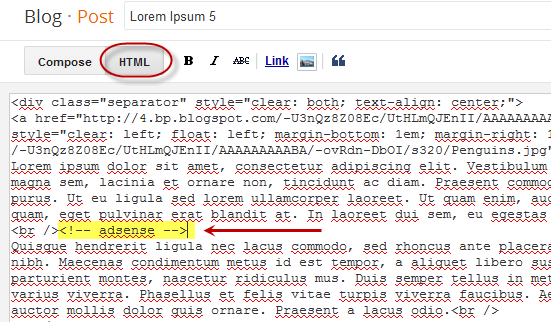 Blog · Post Lorem Ipsum 5
Compose HTML B I ABC Link
<div class="separator" style="clear: both; text-align: center;">
<a href="http://4.bp.blogspot.com/-U3nQz8Z08Ec/UtHLmQJEnII/AAAAAAAAA
style="clear: left; float: left; margin-bottom: 1em; margin-right: 1
/-U3nQz8Z08Ec/UtHLmQJEnII/AAAAAAAAABA/-ovRdn-DbOI/s320/Penguins.jpg"
Lorem ipsum dolor sit amet, consectetur adipiscing elit. Vestibulum
magna sem, lacinia et ornare non, tincidunt ac diam. Praesent commod
purus. Ut eu ligula sed lorem ullamcorper laoreet. Ut quam enim, auc
quam, eget pulvinar erat blandit at. In laoreet dui sem, eu egestas
<br /><!-- adsense -->
Quisque hendrerit ligula nec lacus commodo, sed rhoncus ante placera
nibh. Maecenas condimentum metus id est tempor, a aliquet libero sus
parturient montes, nascetur ridiculus mus. Duis semper tellus in met
varius viverra. Phasellus et felis vitae turpis viverra faucibus. Ae
auctor mollis dolor quis ornare. Praesent a lacus odio.<br />